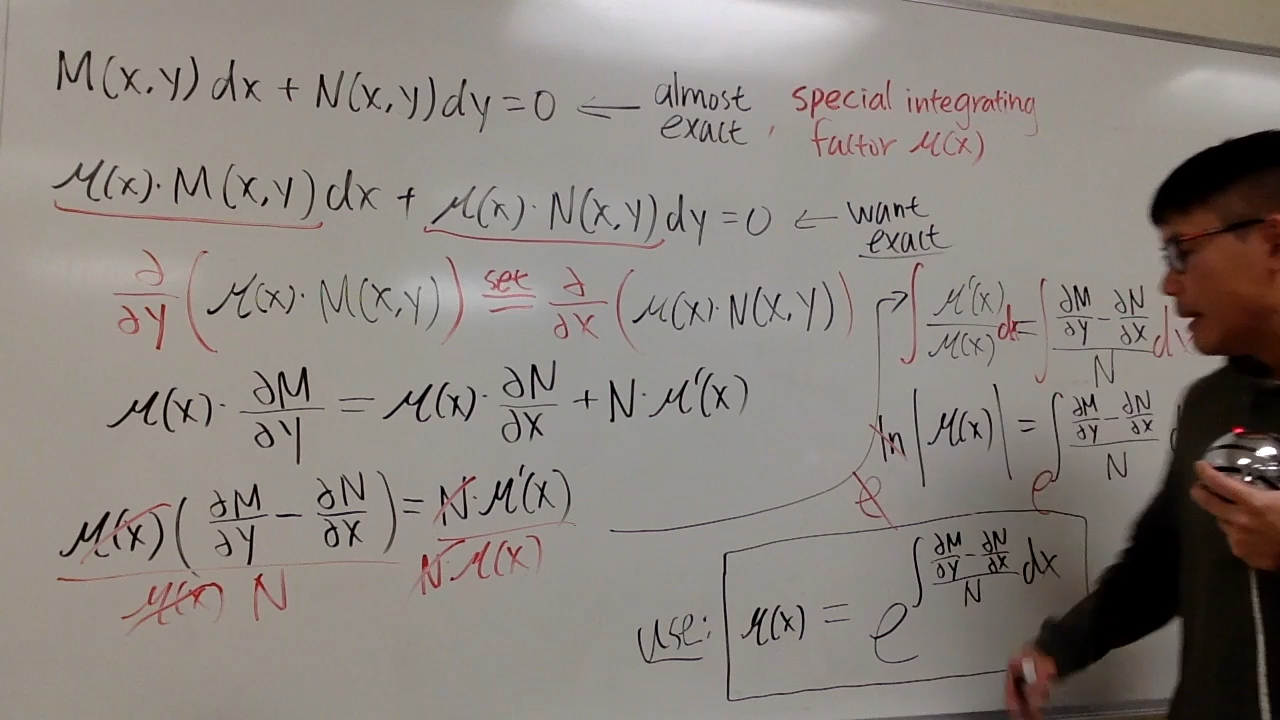 M(x,y) dx + N(x,y) dy = 0 ← almost exact, special integrating factor μ(x)
μ(x)·M(x,y) dx + μ(x)·N(x,y) dy = 0 ← want exact
∂/∂y (μ(x)·M(x,y)) set = ∂/∂x (μ(x)·N(x,y))
μ(x)·∂M/∂y = μ(x)·∂N/∂x + N·μ'(x)
μ(x)(∂M/∂y − ∂N/∂x) / μ(x) N = N·μ'(x) / N·μ(x)
∫ μ'(x)/μ(x) dx = ∫ (∂M/∂y − ∂N/∂x)/N dx
e^ln|μ(x)| = e^∫ (∂M/∂y − ∂N/∂x)/N
use: μ(x) = e^∫ (∂M/∂y − ∂N/∂x)/N dx